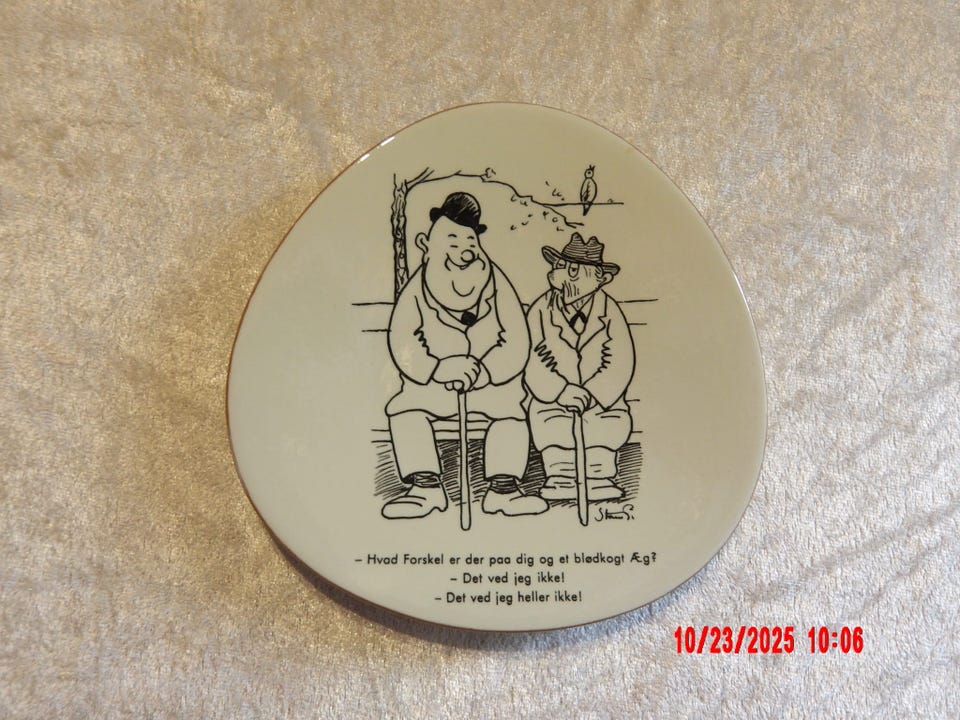 – Hvad Forskel er der paa dig og et blødkogt Æg?
– Det ved jeg ikke!
– Det ved jeg heller ikke!
10/23/2025 10:06